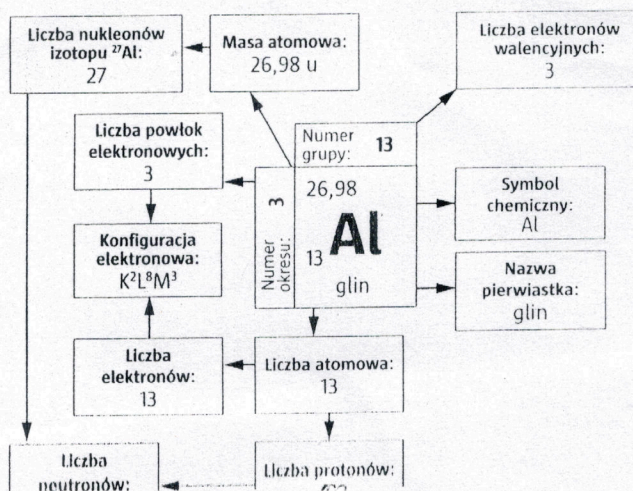 Liczba nukleonów
izotopu ²⁷Al:
27
Masa atomowa:
26,98 u
Liczba elektronów
walencyjnych:
3
Liczba powłok
elektronowych:
3
Numer
grupy: 13
Numer
okresu: 3
26,98
Al
13
glin
Symbol
chemiczny:
Al
Konfiguracja
elektronowa:
K²L⁸M³
Nazwa
pierwiastka:
glin
Liczba
elektronów:
13
Liczba atomowa:
13
Liczba
neutronów:
Liczba protonów: